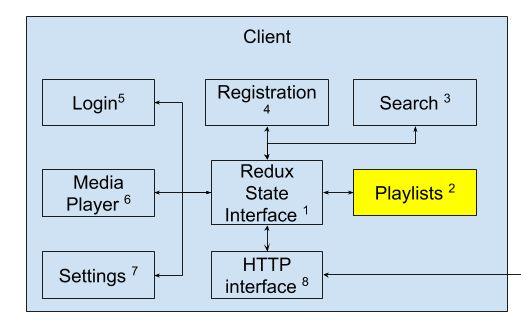 Client
Login5
Registration
4
Search 3
Media
Player 6
Redux
State
Interface 1
Playlists 2
Settings 7
HTTP
interface 8